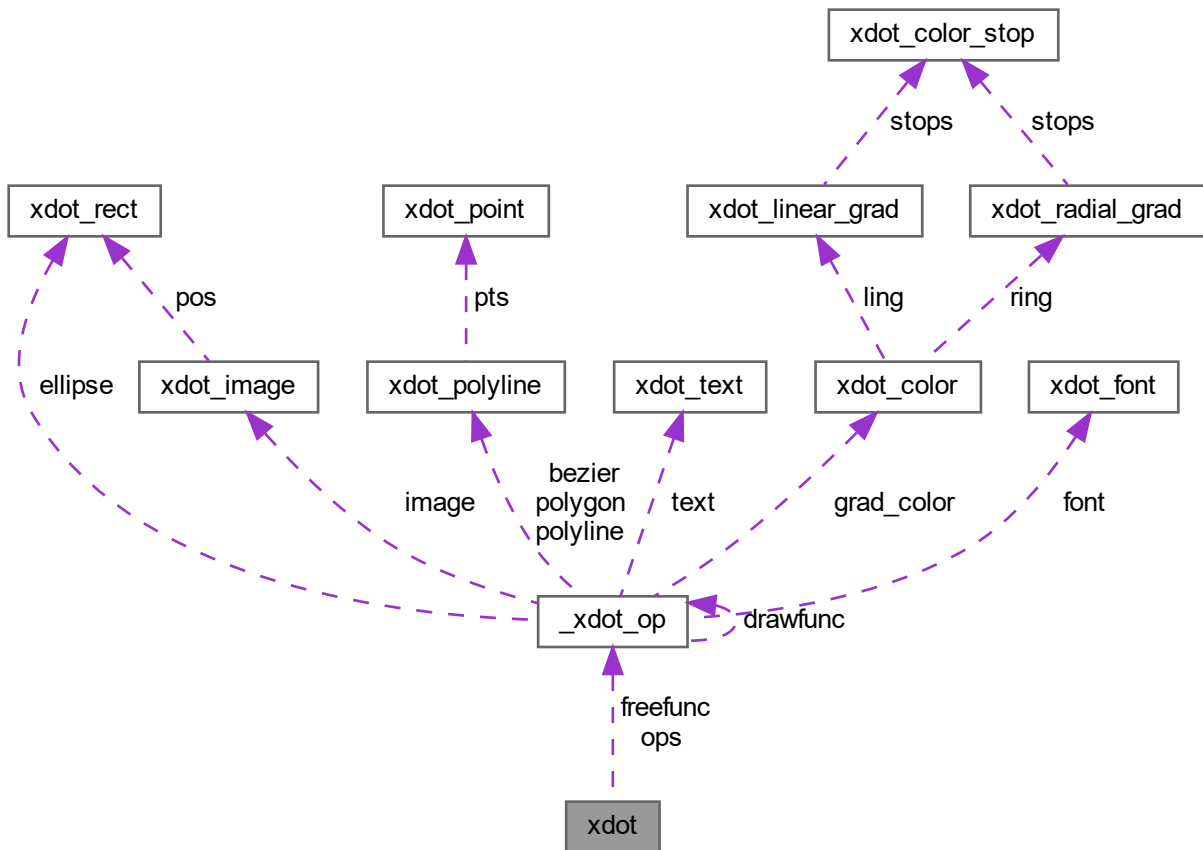 xdot_color_stop
stops
stops
xdot_rect
xdot_point
xdot_linear_grad
xdot_radial_grad
pos
pts
ling
ring
ellipse
xdot_image
xdot_polyline
xdot_text
xdot_color
xdot_font
image
bezier
polygon
polyline
text
grad_color
font
_xdot_op
drawfunc
freefunc
ops
xdot